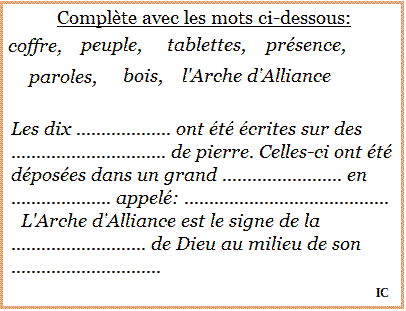 Complète avec les mots ci-dessous:
coffre, peuple, tablettes, présence,
paroles, bois, l'Arche d'Alliance
Les dix ................... ont été écrites sur des
............................... de pierre. Celles-ci ont été
déposées dans un grand ........................ en
.................... appelé: .........................................
L'Arche d'Alliance est le signe de la
........................... de Dieu au milieu de son
..............................
IC